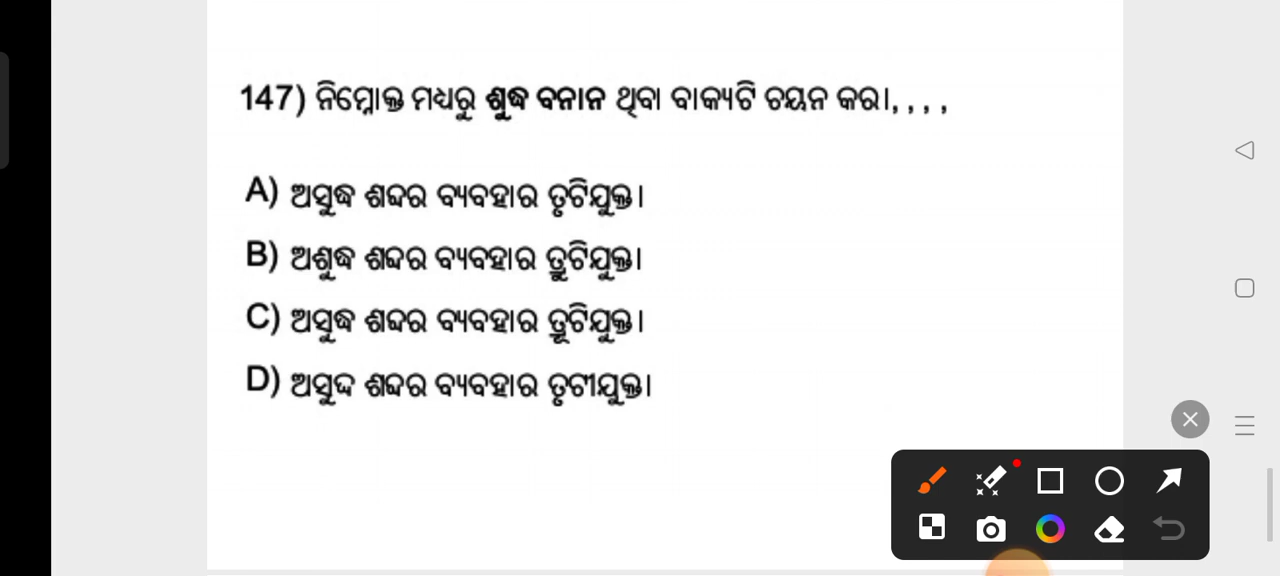 147) ନିମ୍ନୋକ୍ତ ମଧ୍ୟରୁ ଶୁଦ୍ଧ ବନାନ ଥିବା ବାକ୍ୟଟି ଚୟନ କର।, , , ,
A) ଅସୁଦ୍ଧ ଶବ୍ଦର ବ୍ୟବହାର ତୃଟିଯୁକ୍ତ।
B) ଅଶୁଦ୍ଧ ଶବ୍ଦର ବ୍ୟବହାର ତ୍ରୁଟିଯୁକ୍ତ।
C) ଅସୁଦ୍ଧ ଶବ୍ଦର ବ୍ୟବହାର ତ୍ରୂଟିଯୁକ୍ତ।
D) ଅସୁଦ୍ଦ ଶବ୍ଦର ବ୍ୟବହାର ତୃଟୀଯୁକ୍ତ।